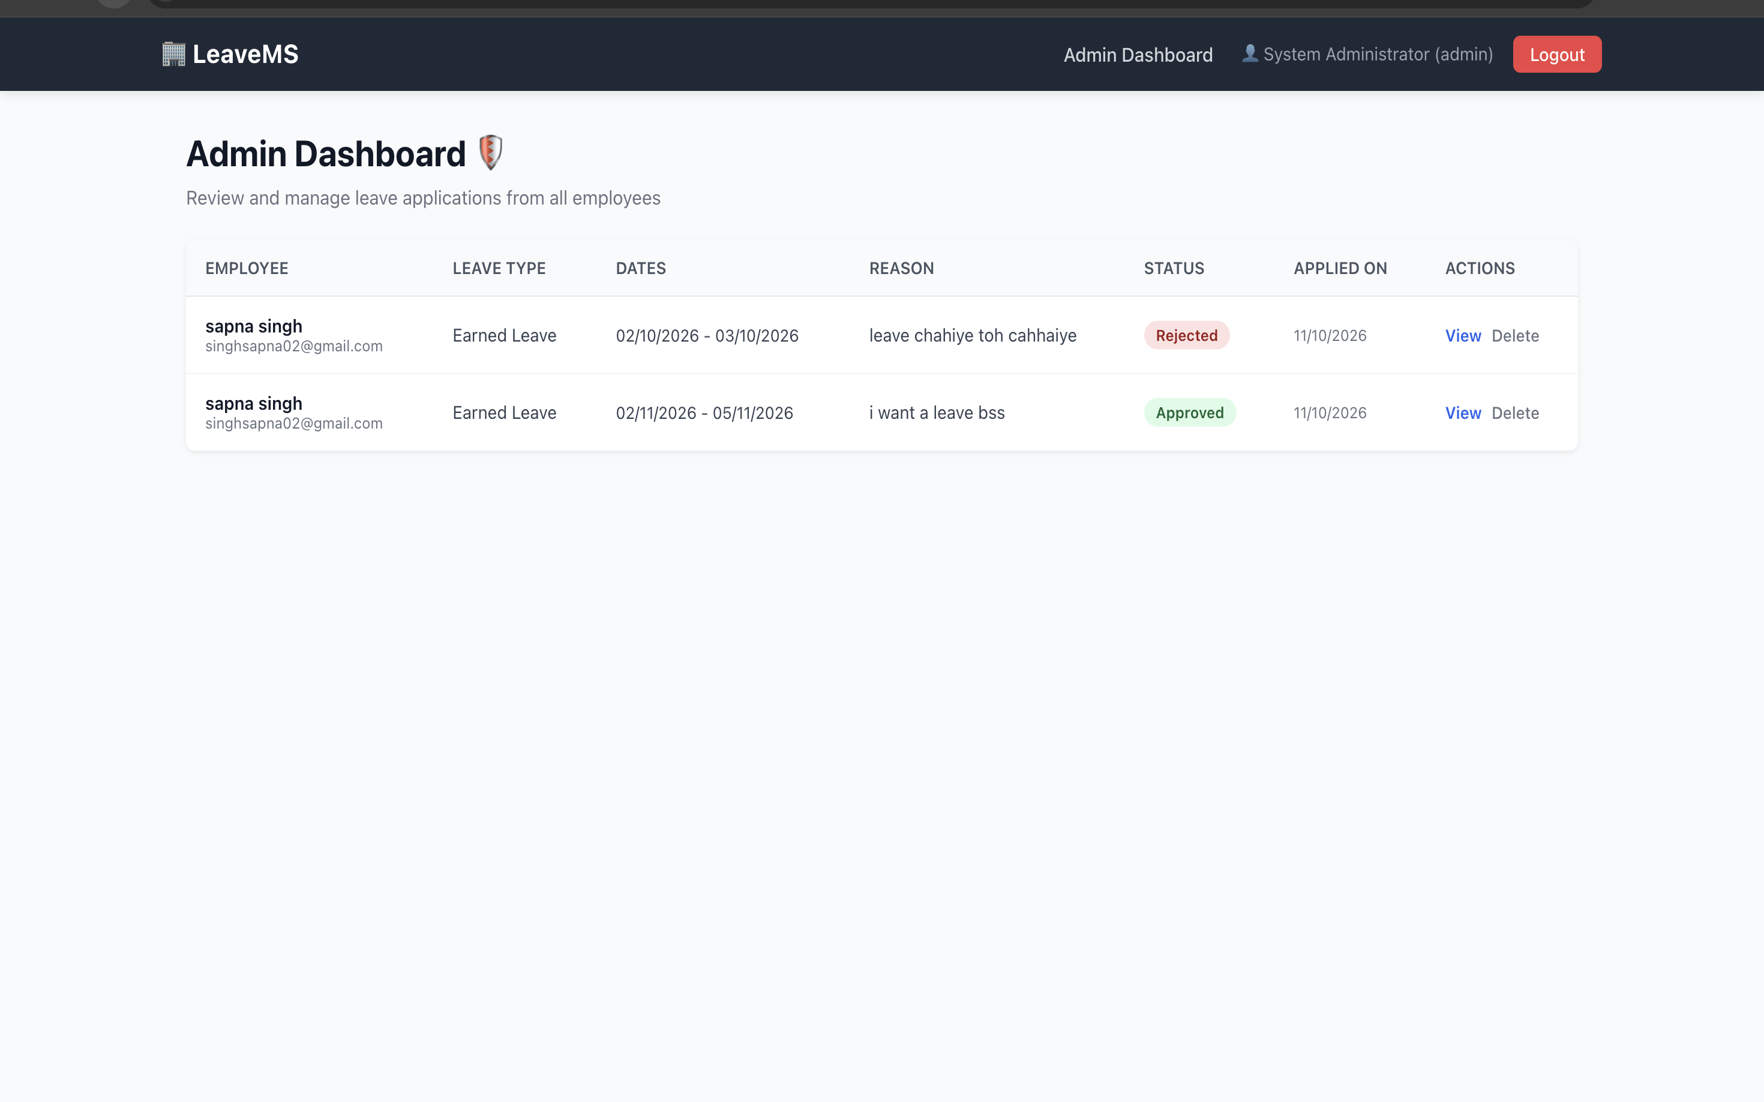 LeaveMS
Admin Dashboard
System Administrator (admin)
Logout
Admin Dashboard
Review and manage leave applications from all employees
EMPLOYEE LEAVE TYPE DATES REASON STATUS APPLIED ON ACTIONS
sapna singh
singhsapna02@gmail.com
Earned Leave
02/10/2026 - 03/10/2026
leave chahiye toh cahhaiye
Rejected
11/10/2026
View Delete
sapna singh
singhsapna02@gmail.com
Earned Leave
02/11/2026 - 05/11/2026
i want a leave bss
Approved
11/10/2026
View Delete